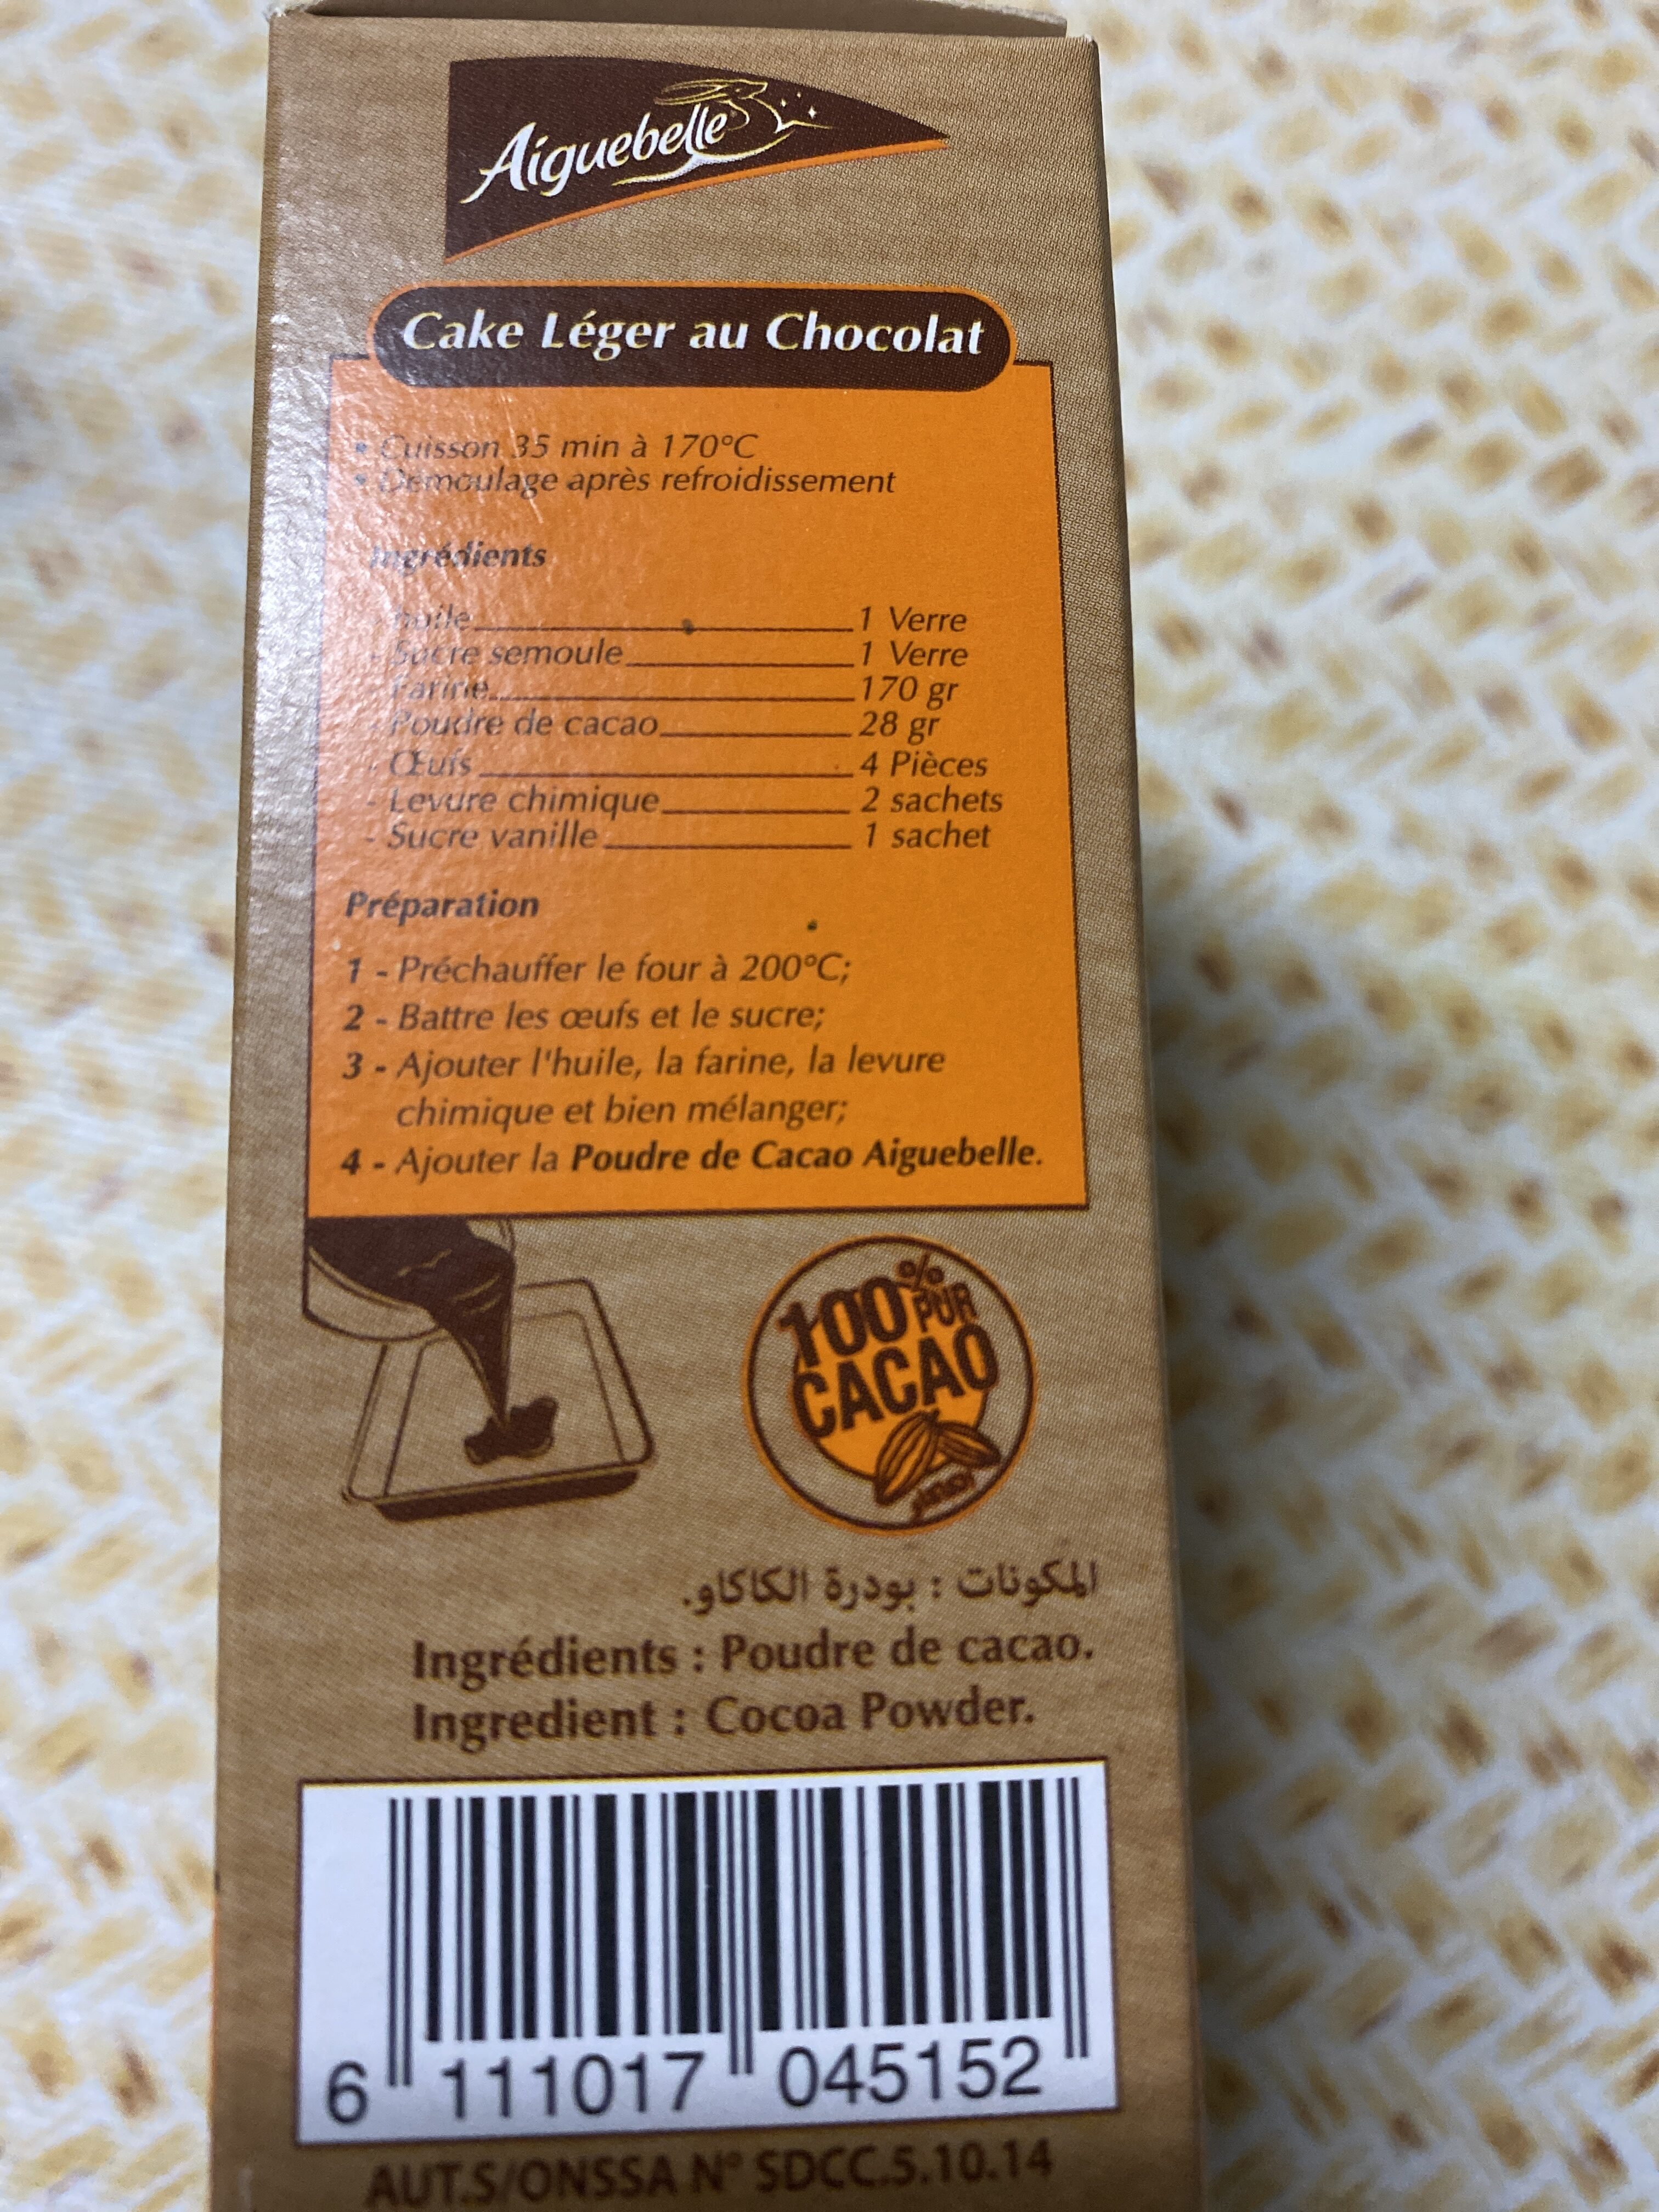 Aiguebelle
Cake Léger au Chocolat
• Cuisson 35 min à 170°C
• Démoulage après refroidissement
Ingrédients
- huile 1 Verre
- Sucre semoule 1 Verre
- Farine 170 gr
- Poudre de cacao 28 gr
- Œufs 4 Pièces
- Levure chimique 2 sachets
- Sucre vanille 1 sachet
Préparation
1 - Préchauffer le four à 200°C;
2 - Battre les œufs et le sucre;
3 - Ajouter l'huile, la farine, la levure
chimique et bien mélanger;
4 - Ajouter la Poudre de Cacao Aiguebelle.
100% PUR
CACAO
المكونات : بودرة الكاكاو.
Ingrédients : Poudre de cacao.
Ingredient : Cocoa Powder.
6 111017 045152
AUT.S/ONSSA N° SDCC.5.10.14